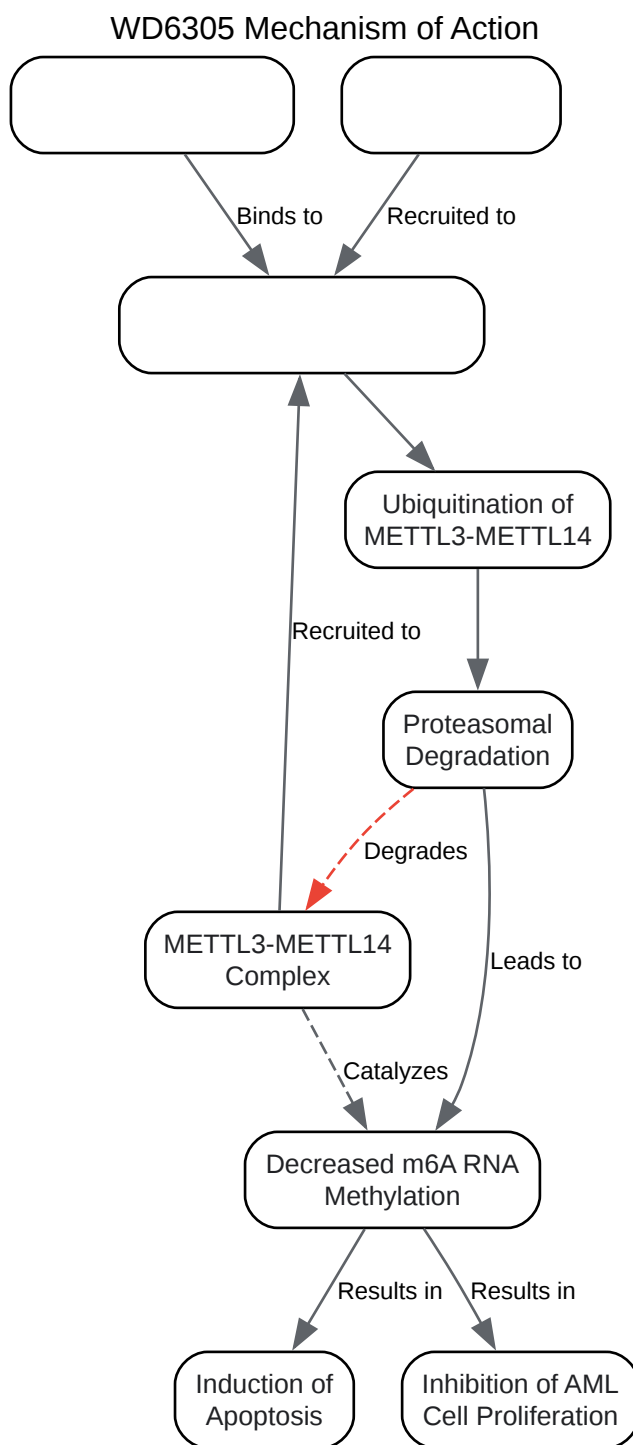 WD6305 Mechanism of Action
Binds to
Recruited to
Ubiquitination of
METTL3-METTL14
Recruited to
Proteasomal
Degradation
Degrades
METTL3-METTL14
Complex
Leads to
Catalyzes
Decreased m6A RNA
Methylation
Results in
Results in
Induction of
Apoptosis
Inhibition of AML
Cell Proliferation